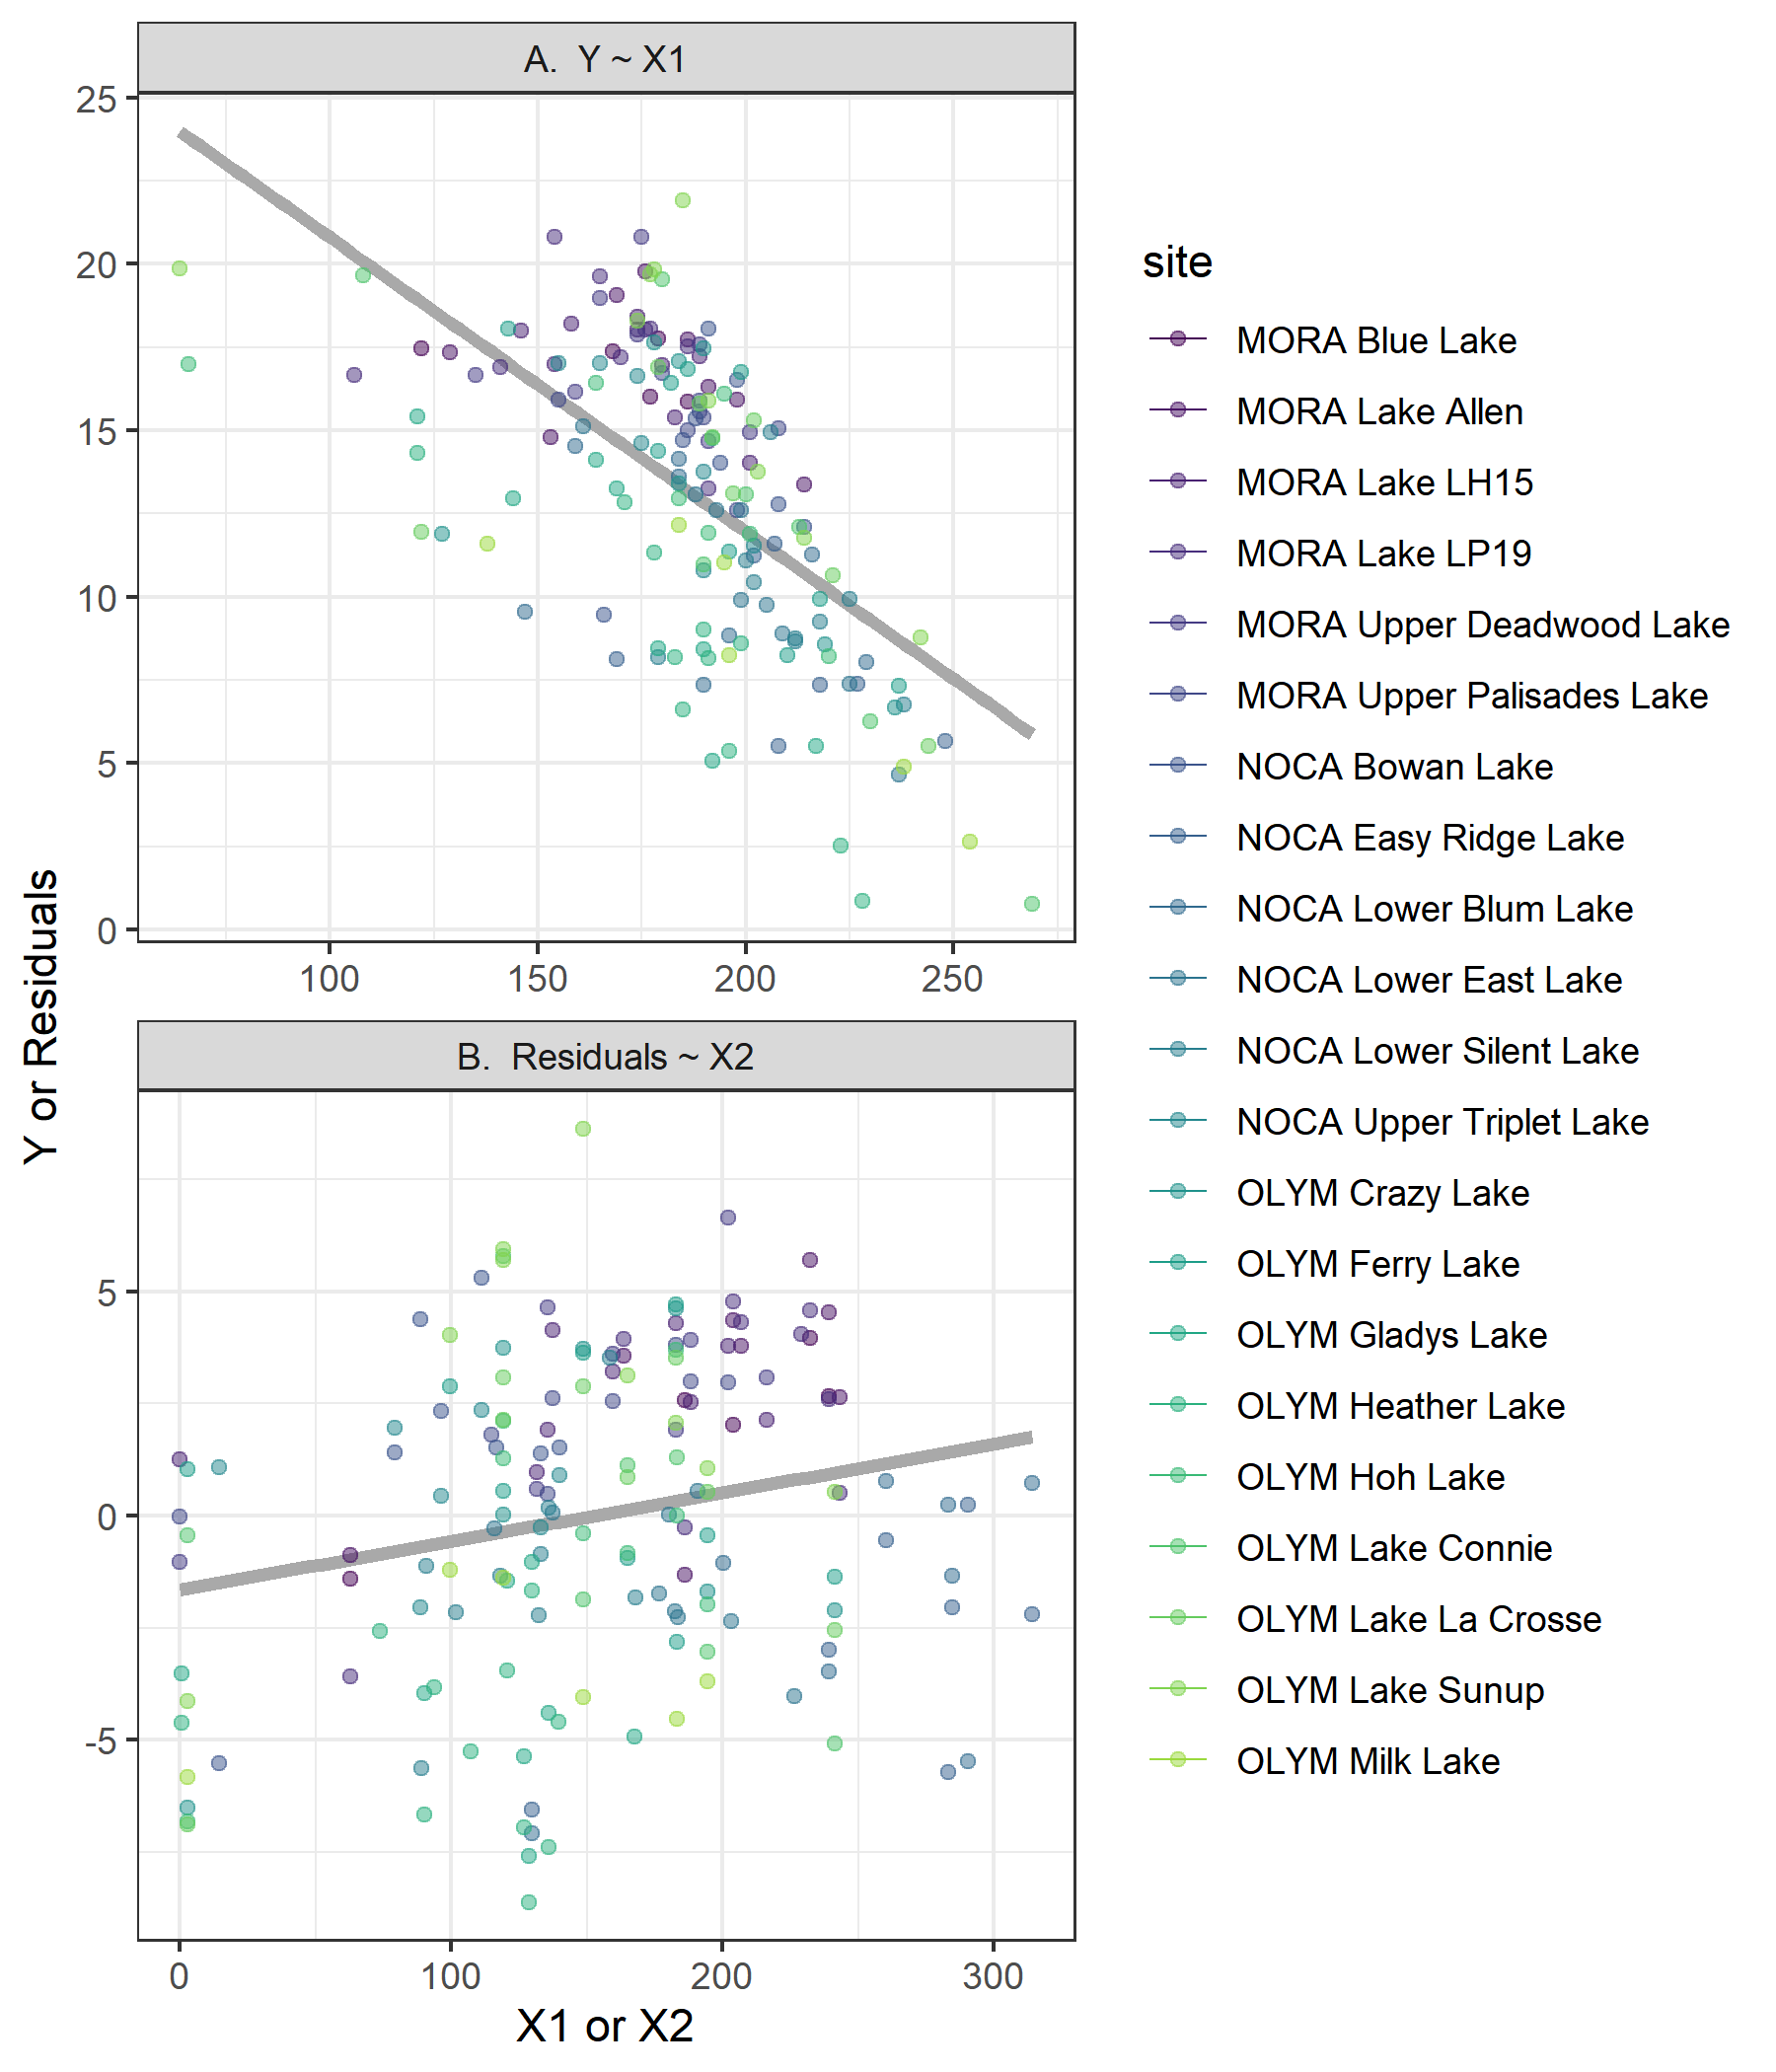 A.  Y ~ X1
25
20
15
10
5
0
100 150 200 250
B.  Residuals ~ X2
5
0
-5
0 100 200 300
X1 or X2
Y or Residuals
site
MORA Blue Lake
MORA Lake Allen
MORA Lake LH15
MORA Lake LP19
MORA Upper Deadwood Lake
MORA Upper Palisades Lake
NOCA Bowan Lake
NOCA Easy Ridge Lake
NOCA Lower Blum Lake
NOCA Lower East Lake
NOCA Lower Silent Lake
NOCA Upper Triplet Lake
OLYM Crazy Lake
OLYM Ferry Lake
OLYM Gladys Lake
OLYM Heather Lake
OLYM Hoh Lake
OLYM Lake Connie
OLYM Lake La Crosse
OLYM Lake Sunup
OLYM Milk Lake